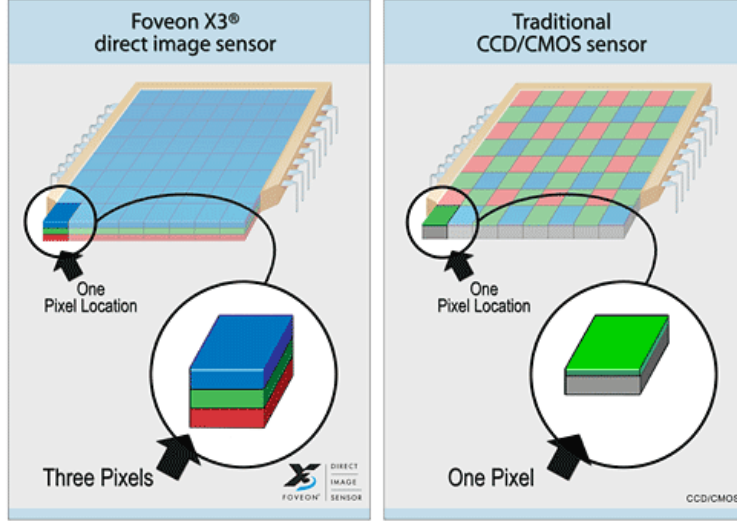 Foveon X3®
direct image sensor
One
Pixel Location
Three Pixels
X3
FOVEON®
DIRECT
IMAGE
SENSOR
Traditional
CCD/CMOS sensor
One
Pixel Location
One Pixel
CCD/CMOS